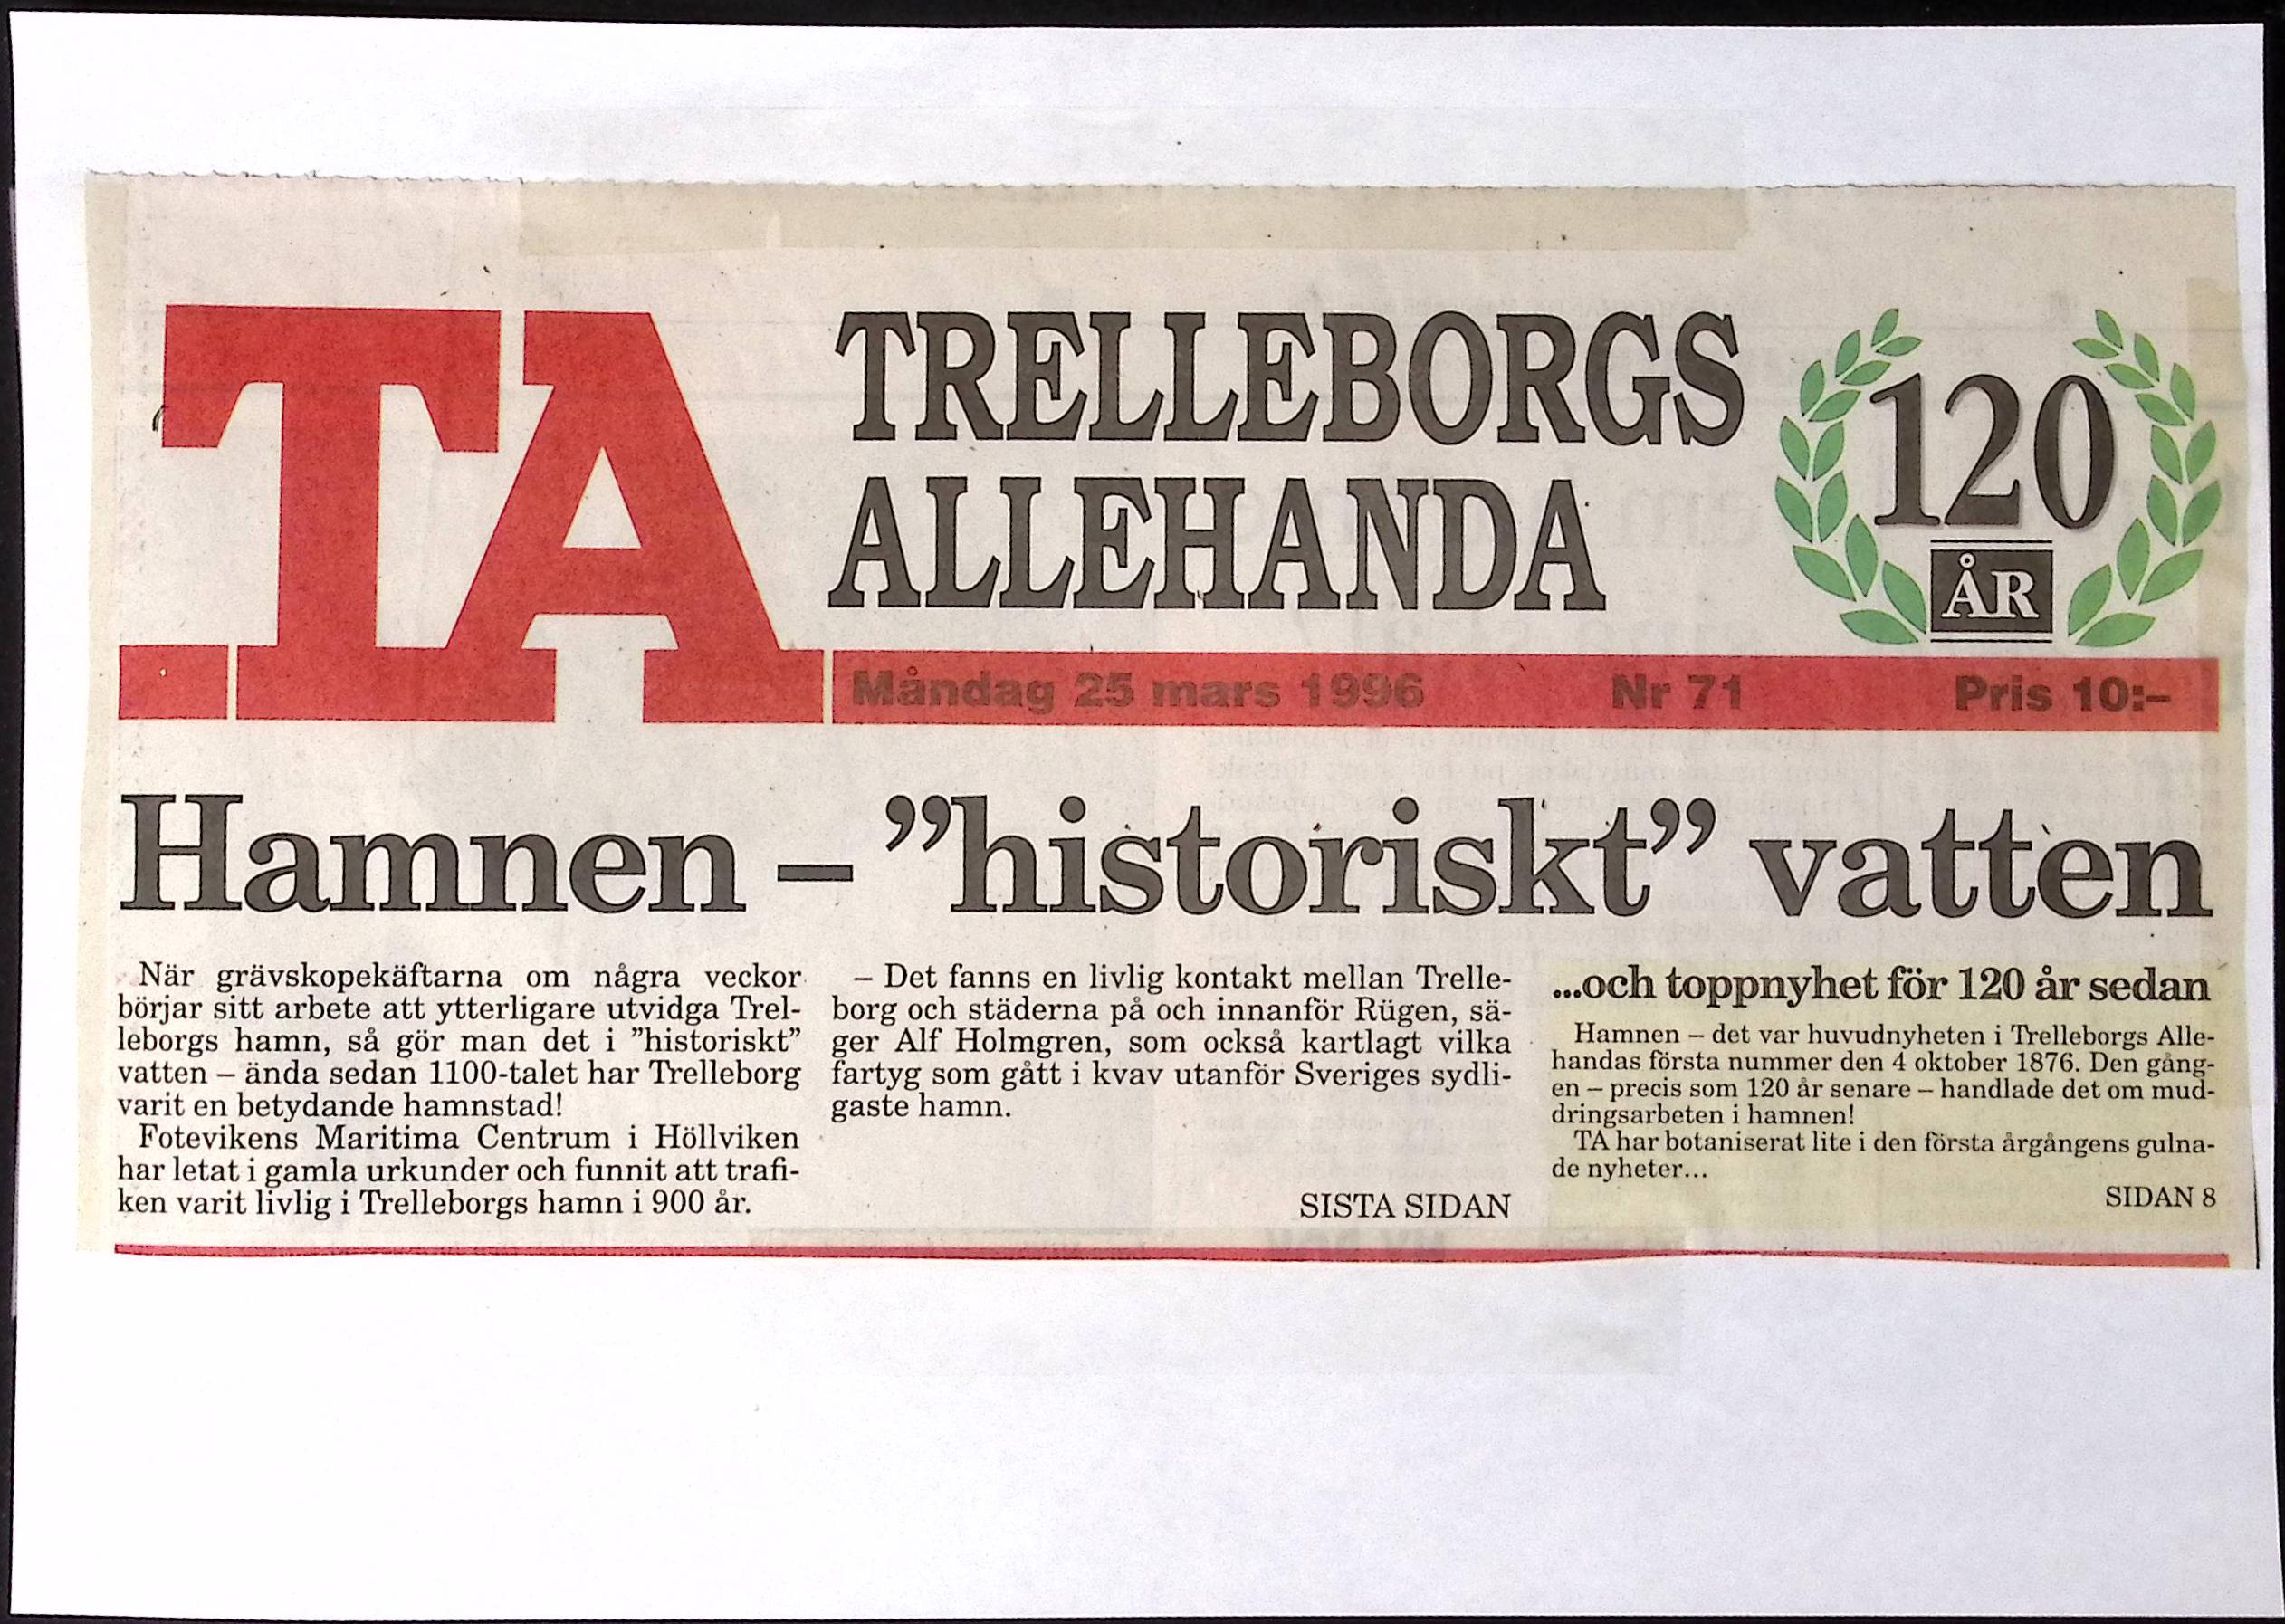 TA
TRELLEBORGS
ALLEHANDA
120
ÅR
Måndag 25 mars 1996 Nr 71 Pris 10:–
Hamnen – ”historiskt” vatten
När grävskopekäftarna om några veckor
börjar sitt arbete att ytterligare utvidga Trel-
leborgs hamn, så gör man det i ”historiskt”
vatten – ända sedan 1100-talet har Trelleborg
varit en betydande hamnstad!
Fotevikens Maritima Centrum i Höllviken
har letat i gamla urkunder och funnit att trafi-
ken varit livlig i Trelleborgs hamn i 900 år.
– Det fanns en livlig kontakt mellan Trelle-
borg och städerna på och innanför Rügen, sä-
ger Alf Holmgren, som också kartlagt vilka
fartyg som gått i kvav utanför Sveriges sydli-
gaste hamn.
SISTA SIDAN
...och toppnyhet för 120 år sedan
Hamnen – det var huvudnyheten i Trelleborgs Alle-
handas första nummer den 4 oktober 1876. Den gång-
en – precis som 120 år senare – handlade det om mud-
dringsarbeten i hamnen!
TA har botaniserat lite i den första årgångens gulna-
de nyheter...
SIDAN 8